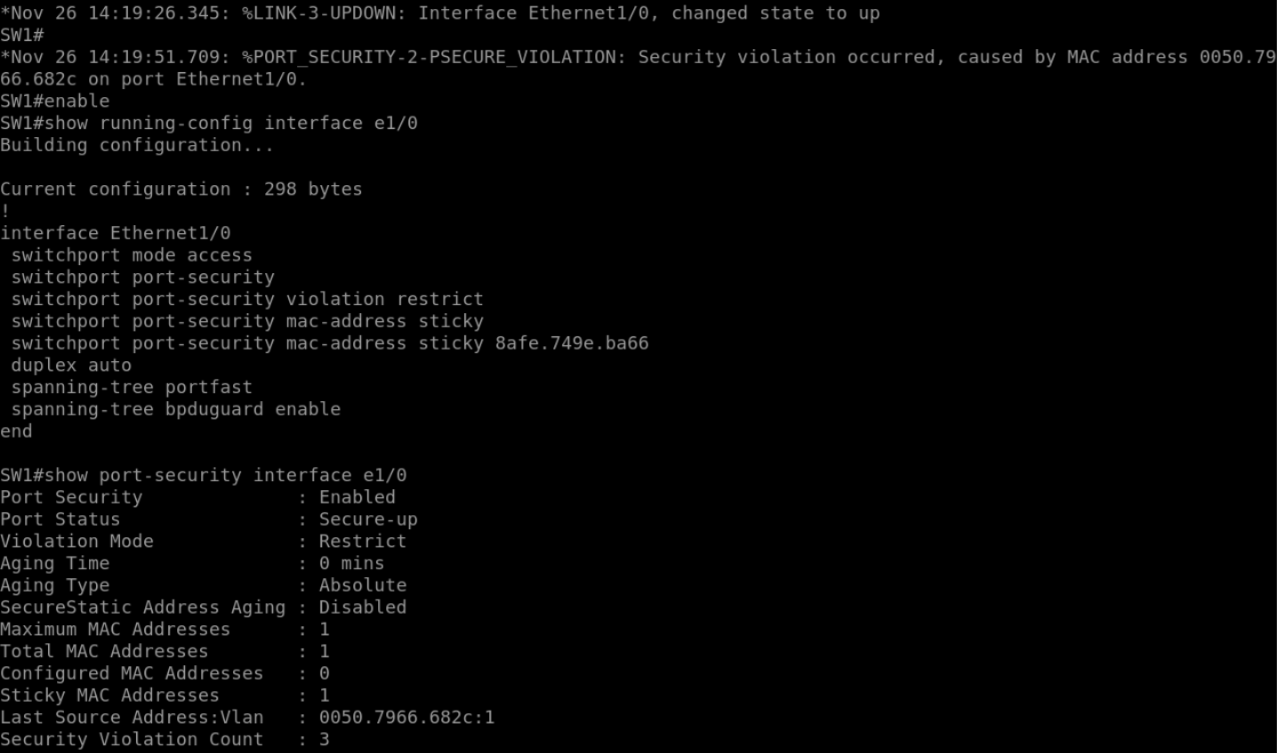 *Nov 26 14:19:26.345: %LINK-3-UPDOWN: Interface Ethernet1/0, changed state to up
SW1#
*Nov 26 14:19:51.709: %PORT_SECURITY-2-PSECURE_VIOLATION: Security violation occurred, caused by MAC address 0050.79
66.682c on port Ethernet1/0.
SW1#enable
SW1#show running-config interface e1/0
Building configuration...

Current configuration : 298 bytes
!
interface Ethernet1/0
 switchport mode access
 switchport port-security
 switchport port-security violation restrict
 switchport port-security mac-address sticky
 switchport port-security mac-address sticky 8afe.749e.ba66
 duplex auto
 spanning-tree portfast
 spanning-tree bpduguard enable
end

SW1#show port-security interface e1/0
Port Security              : Enabled
Port Status                : Secure-up
Violation Mode             : Restrict
Aging Time                 : 0 mins
Aging Type                 : Absolute
SecureStatic Address Aging : Disabled
Maximum MAC Addresses      : 1
Total MAC Addresses        : 1
Configured MAC Addresses   : 0
Sticky MAC Addresses       : 1
Last Source Address:Vlan   : 0050.7966.682c:1
Security Violation Count   : 3